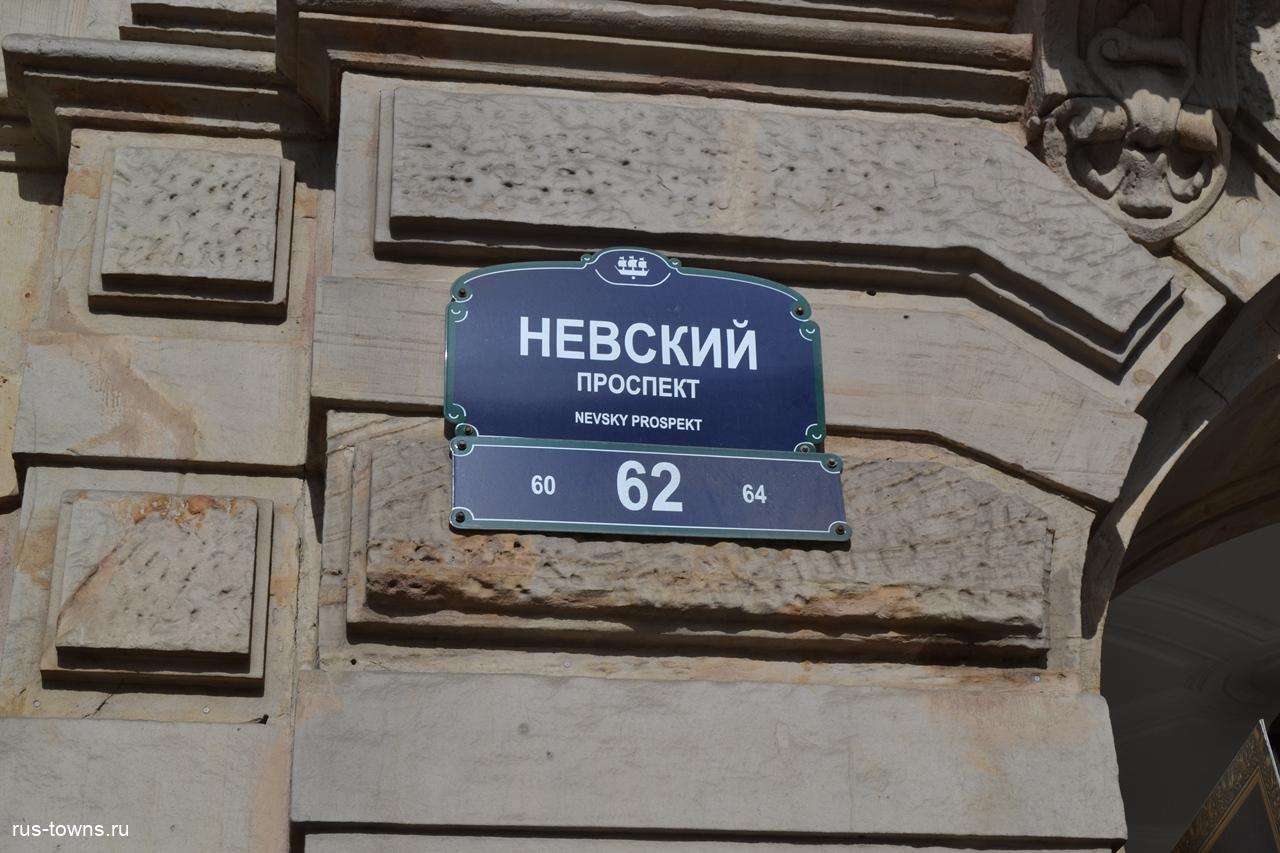 НЕВСКИЙ
ПРОСПЕКТ
NEVSKY PROSPEKT
60 62 64
rus-towns.ru